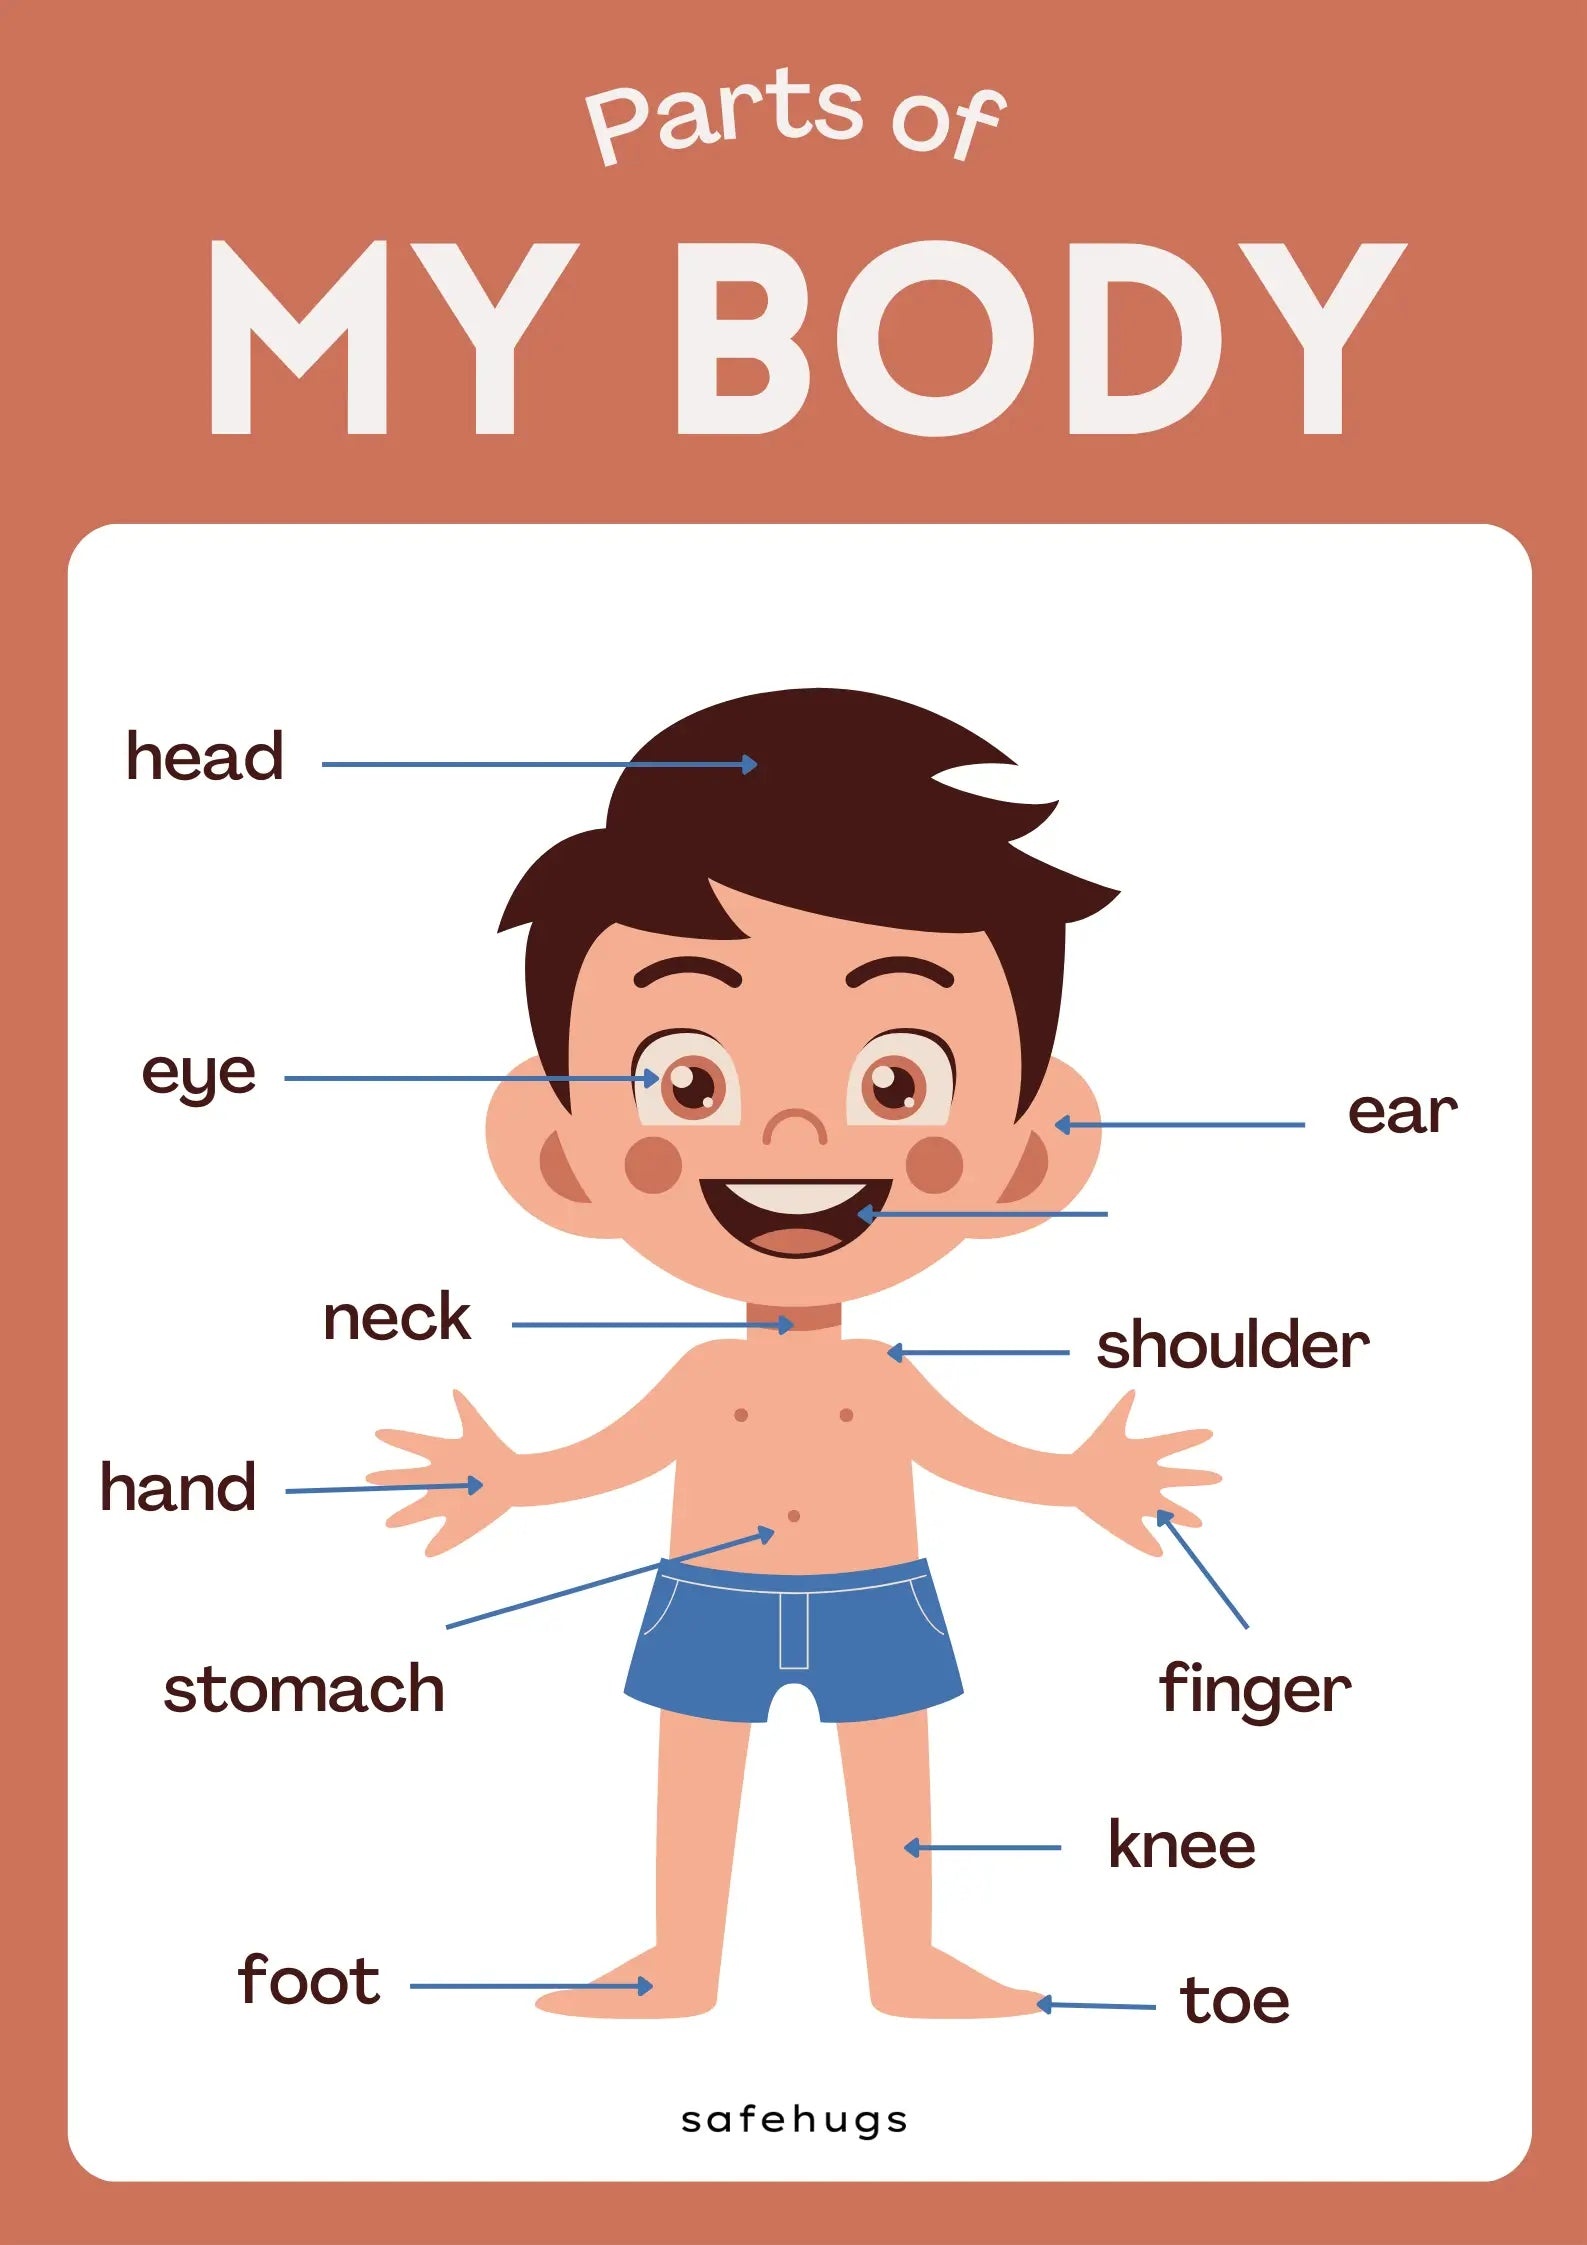 Parts of
MY BODY
head
eye
ear
neck
shoulder
hand
stomach
finger
knee
foot
toe
safehugs